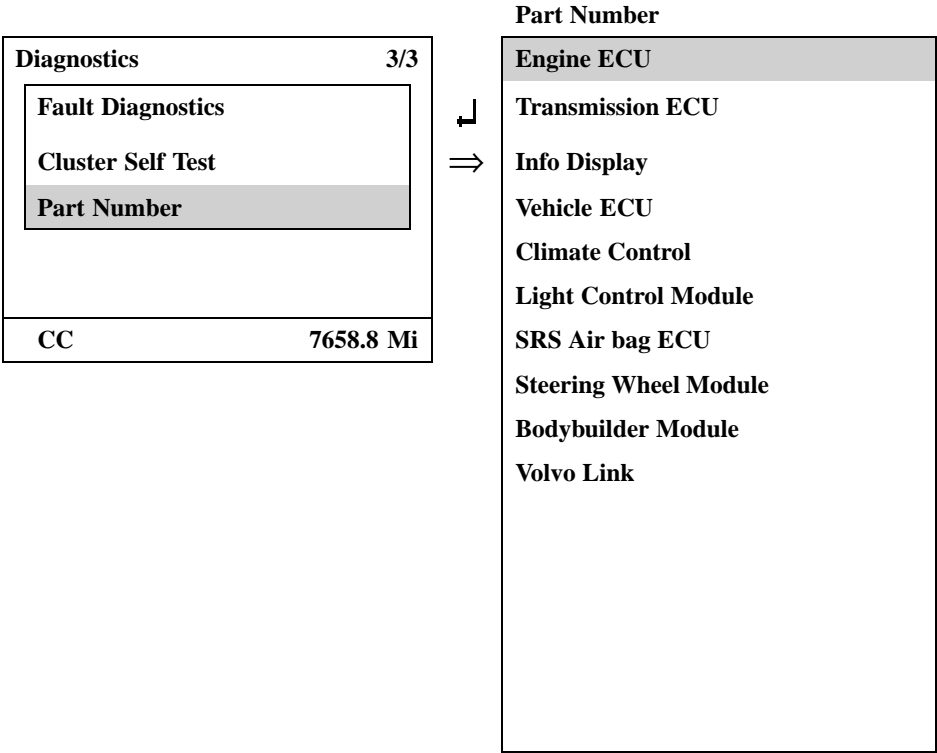 Diagnostics 3/3
Fault Diagnostics
Cluster Self Test
Part Number
CC 7658.8 Mi
⇒
Part Number
Engine ECU
Transmission ECU
Info Display
Vehicle ECU
Climate Control
Light Control Module
SRS Air bag ECU
Steering Wheel Module
Bodybuilder Module
Volvo Link